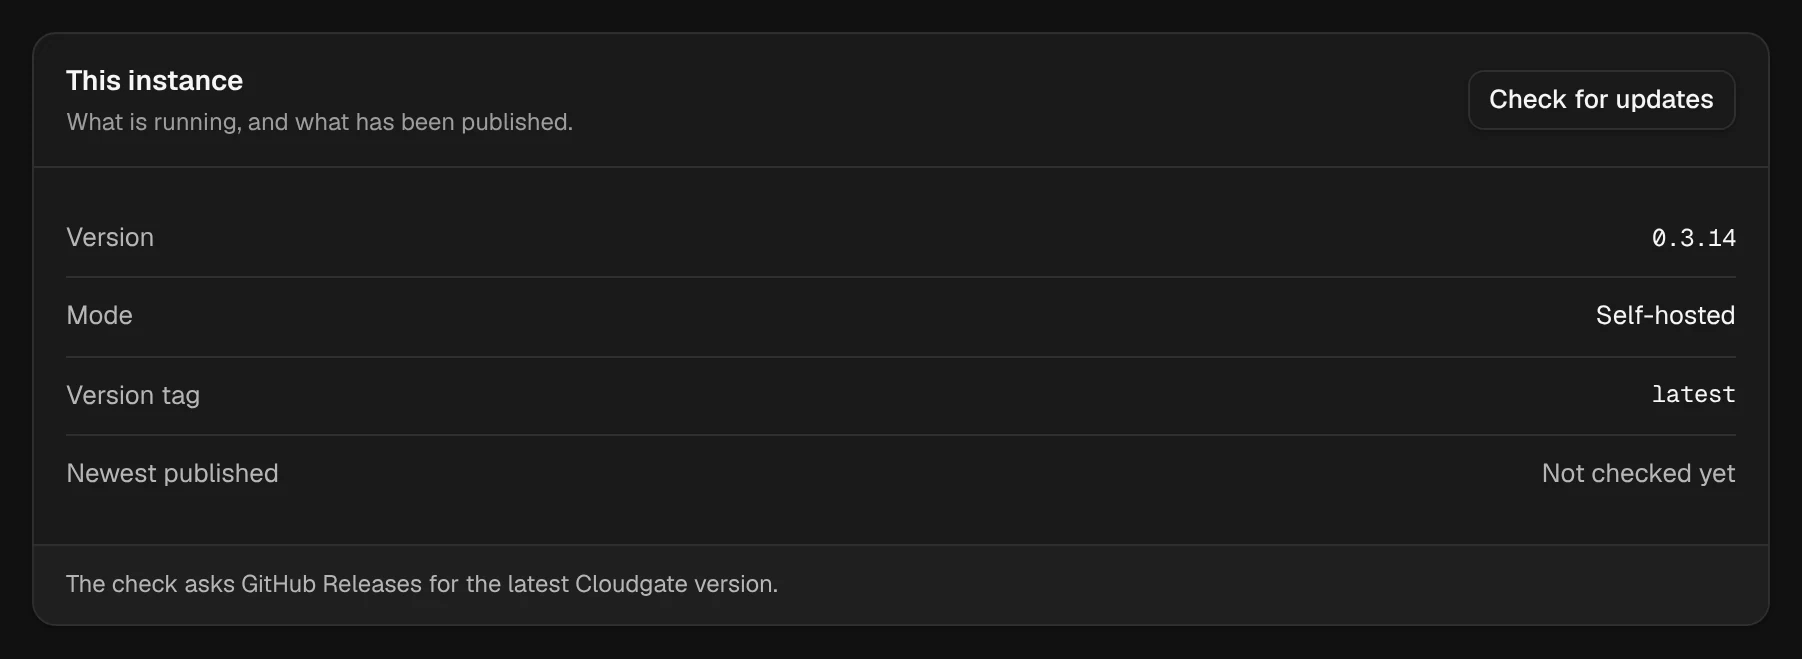 This instance
What is running, and what has been published.
Check for updates
Version
0.3.14
Mode
Self-hosted
Version tag
latest
Newest published
Not checked yet
The check asks GitHub Releases for the latest Cloudgate version.